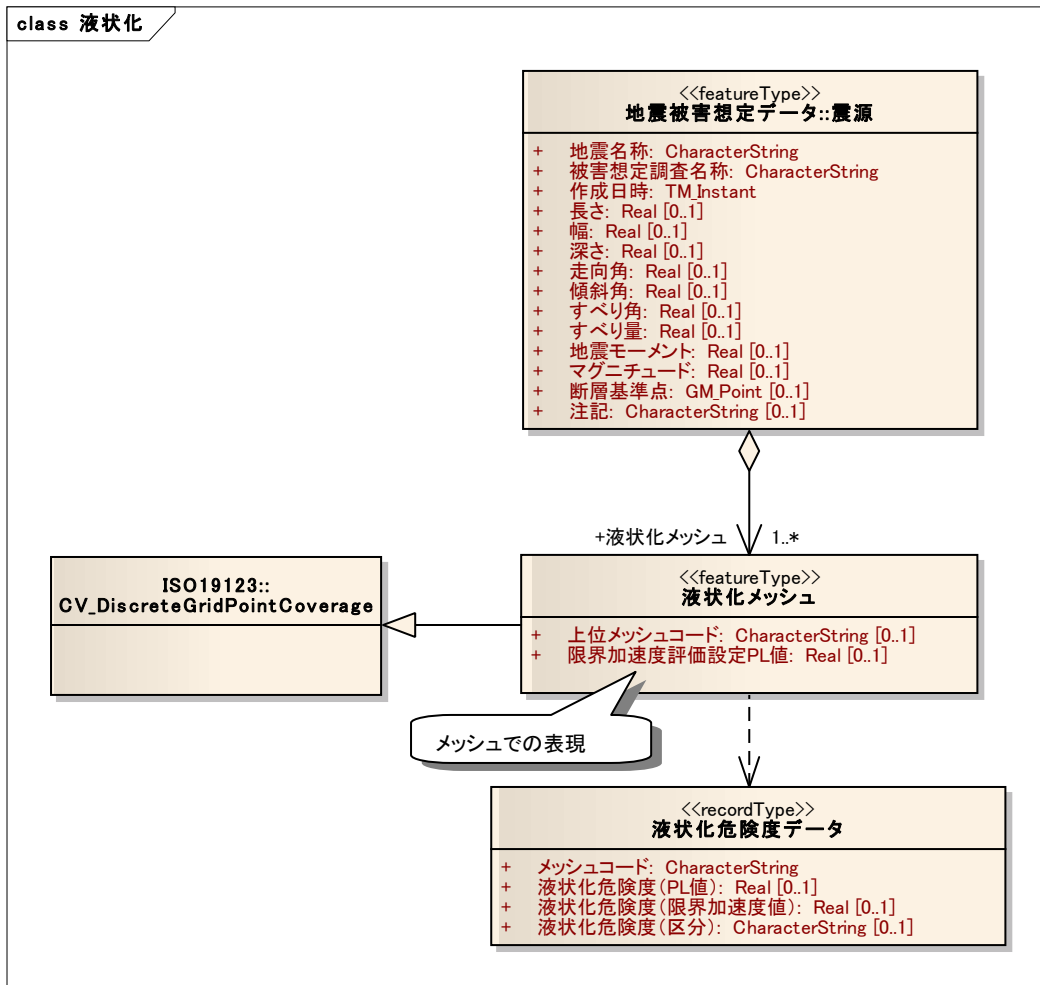 class 液状化
<<featureType>>
地震被害想定データ::震源
+ 地震名称: CharacterString
+ 被害想定調査名称: CharacterString
+ 作成日時: TM_Instant
+ 長さ: Real [0..1]
+ 幅: Real [0..1]
+ 深さ: Real [0..1]
+ 走向角: Real [0..1]
+ 傾斜角: Real [0..1]
+ すべり角: Real [0..1]
+ すべり量: Real [0..1]
+ 地震モーメント: Real [0..1]
+ マグニチュード: Real [0..1]
+ 断層基準点: GM_Point [0..1]
+ 注記: CharacterString [0..1]
+液状化メッシュ 1..*
ISO19123::
CV_DiscreteGridPointCoverage
<<featureType>>
液状化メッシュ
+ 上位メッシュコード: CharacterString [0..1]
+ 限界加速度評価設定PL値: Real [0..1]
メッシュでの表現
<<recordType>>
液状化危険度データ
+ メッシュコード: CharacterString
+ 液状化危険度(PL値): Real [0..1]
+ 液状化危険度(限界加速度値): Real [0..1]
+ 液状化危険度(区分): CharacterString [0..1]